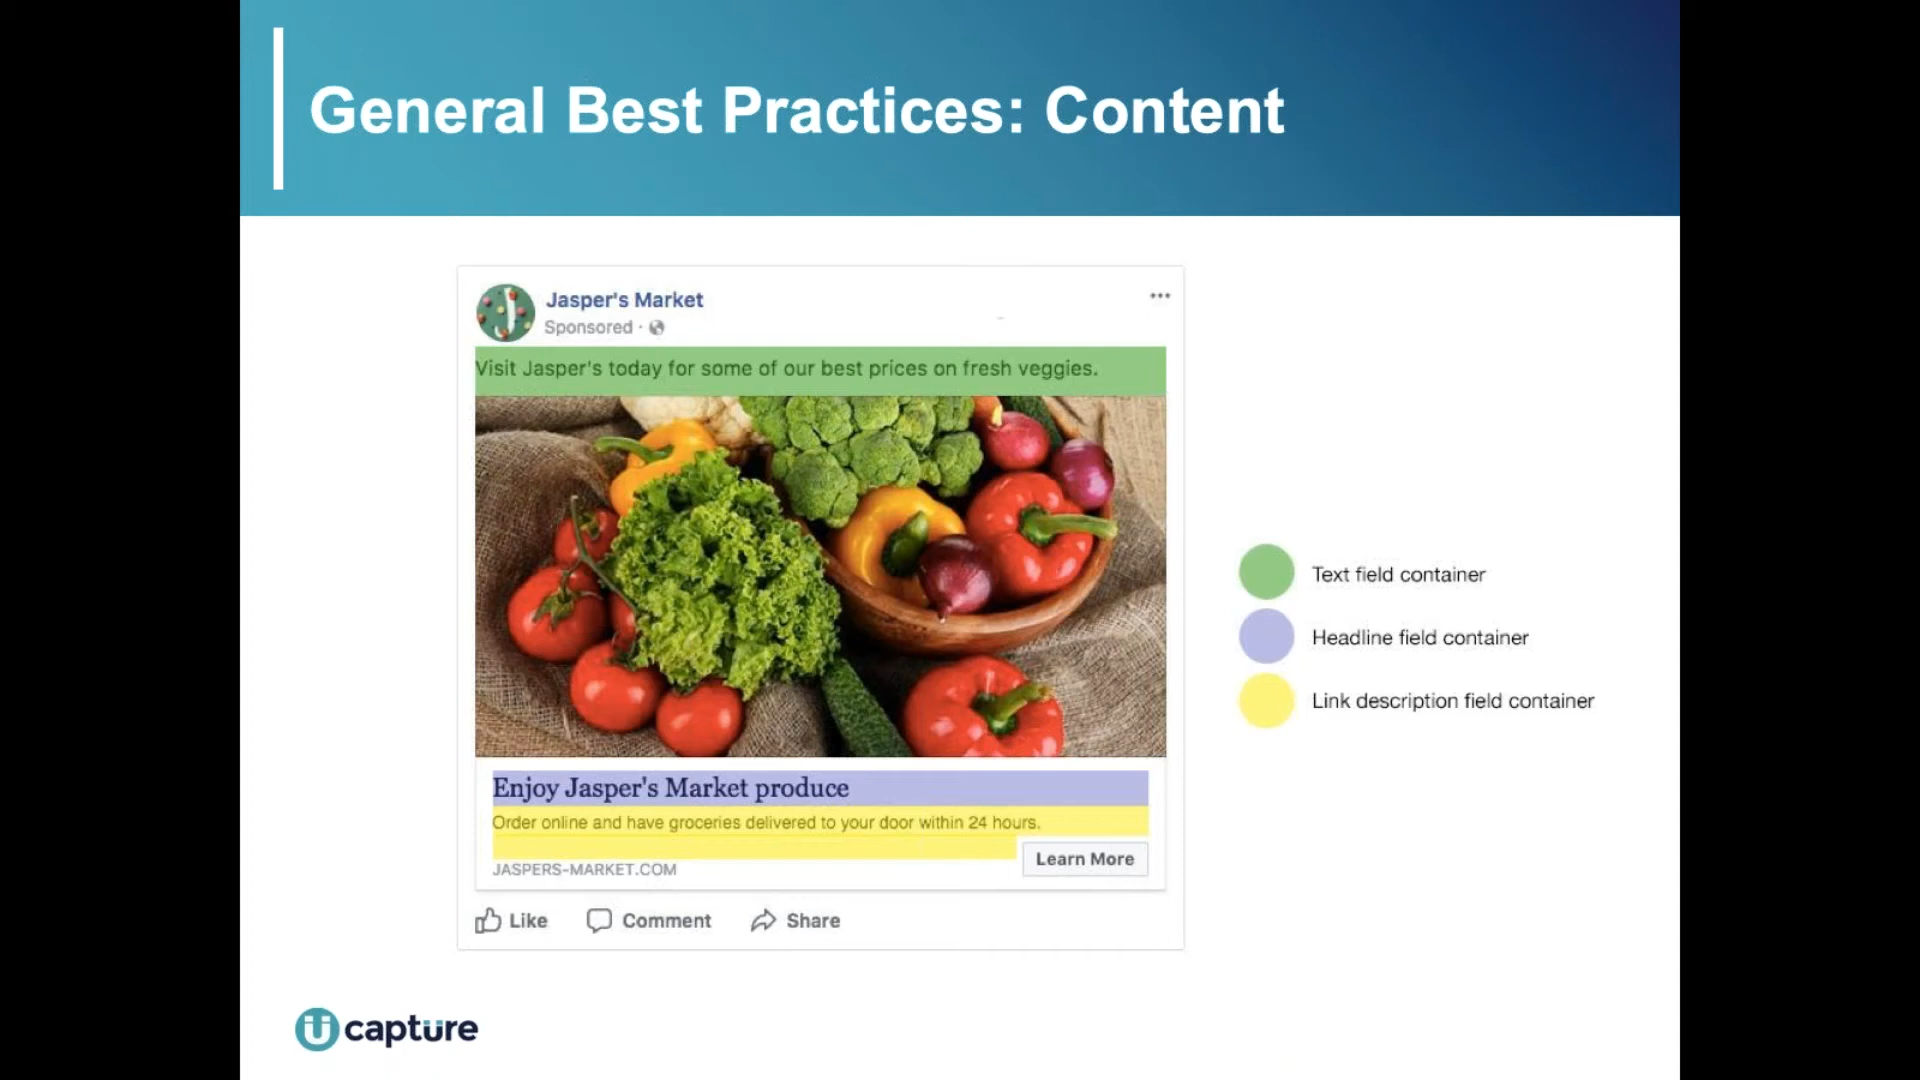 General Best Practices: Content
Jasper's Market
Sponsored ·
Visit Jasper's today for some of our best prices on fresh veggies.
Text field container
Headline field container
Link description field container
Enjoy Jasper's Market produce
Order online and have groceries delivered to your door within 24 hours.
Learn More
JASPERS-MARKET.COM
Like Comment Share
U capture